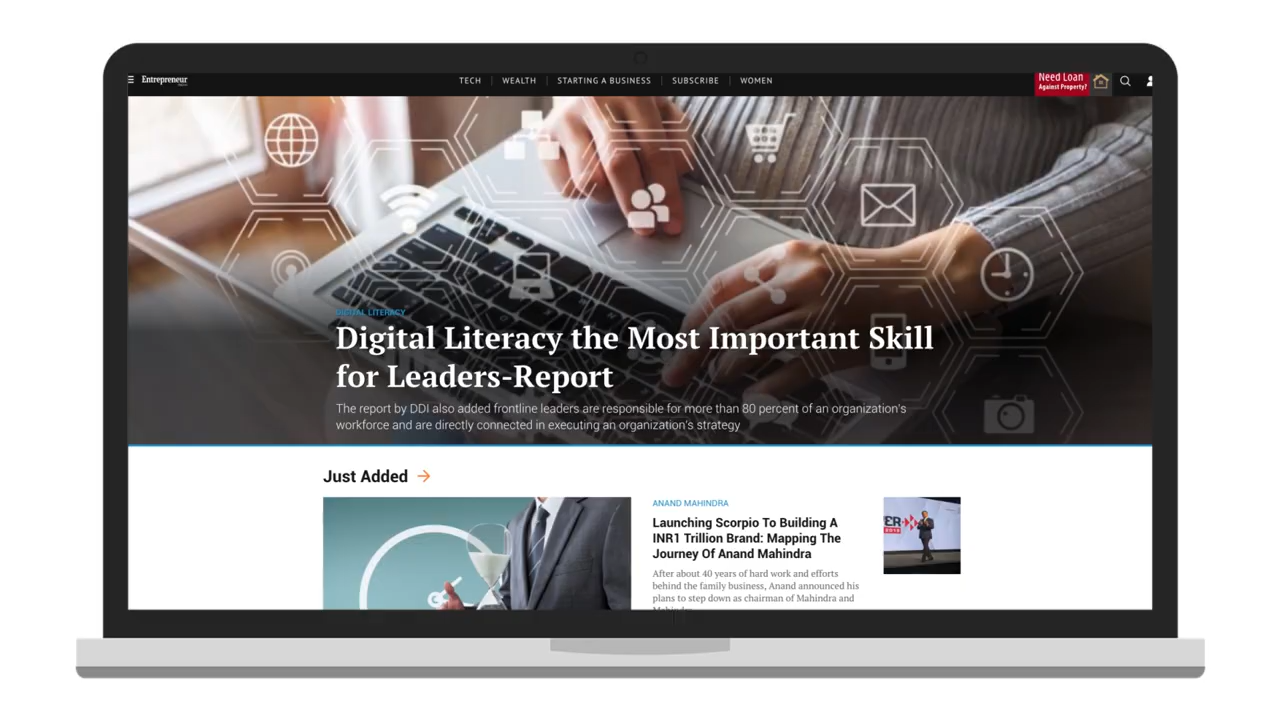 Entrepreneur
TECH
WEALTH
STARTING A BUSINESS
SUBSCRIBE
WOMEN
Need Loan
Against Property?
DIGITAL LITERACY
Digital Literacy the Most Important Skill
for Leaders-Report
The report by DDI also added frontline leaders are responsible for more than 80 percent of an organization's
workforce and are directly connected in executing an organization's strategy
Just Added
ANAND MAHINDRA
Launching Scorpio To Building A
INR1 Trillion Brand: Mapping The
Journey Of Anand Mahindra
After about 40 years of hard work and efforts
behind the family business, Anand announced his
plans to step down as chairman of Mahindra and
Mahindra